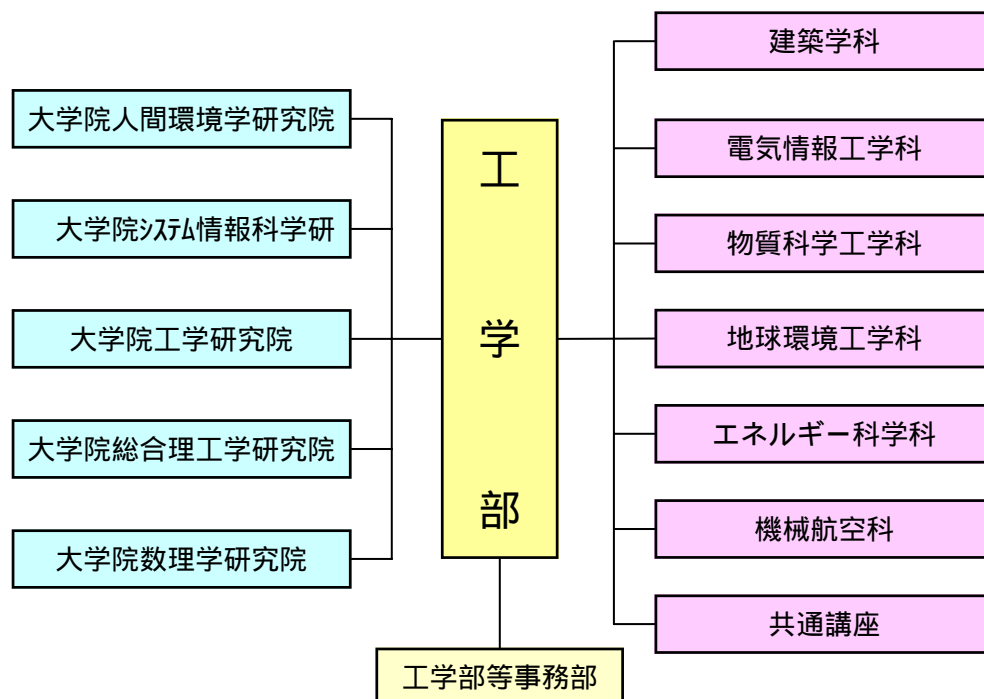 大学院人間環境学研究院
大学院ｼｽﾃﾑ情報科学研
大学院工学研究院
大学院総合理工学研究院
大学院数理学研究院
工
学
部
工学部等事務部
建築学科
電気情報工学科
物質科学工学科
地球環境工学科
エネルギー科学科
機械航空科
共通講座